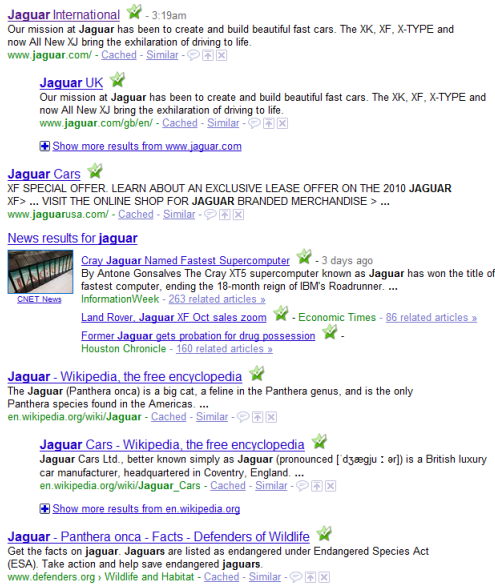 Jaguar International - 3:19am
Our mission at Jaguar has been to create and build beautiful fast cars. The XK, XF, X-TYPE and
now All New XJ bring the exhilaration of driving to life.
www.jaguar.com/ - Cached - Similar -
Jaguar UK
Our mission at Jaguar has been to create and build beautiful fast cars. The XK, XF, X-TYPE and
now All New XJ bring the exhilaration of driving to life.
www.jaguar.com/gb/en/ - Cached - Similar -
Show more results from www.jaguar.com
Jaguar Cars
XF SPECIAL OFFER. LEARN ABOUT AN EXCLUSIVE LEASE OFFER ON THE 2010 JAGUAR
XF> ... VISIT THE ONLINE SHOP FOR JAGUAR BRANDED MERCHANDISE > ...
www.jaguarusa.com/ - Cached - Similar -
News results for jaguar
CNET News
Cray Jaguar Named Fastest Supercomputer - 3 days ago
By Antone Gonsalves The Cray XT5 supercomputer known as Jaguar has won the title of
fastest computer, ending the 18-month reign of IBM's Roadrunner. ...
InformationWeek - 263 related articles »
Land Rover, Jaguar XF Oct sales zoom - Economic Times - 86 related articles »
Former Jaguar gets probation for drug possession -
Houston Chronicle - 160 related articles »
Jaguar - Wikipedia, the free encyclopedia
The Jaguar (Panthera onca) is a big cat, a feline in the Panthera genus, and is the only
Panthera species found in the Americas. ...
en.wikipedia.org/wiki/Jaguar - Cached - Similar -
Jaguar Cars - Wikipedia, the free encyclopedia
Jaguar Cars Ltd., better known simply as Jaguar (pronounced [ˈdʒægju ː ər]) is a British luxury
car manufacturer, headquartered in Coventry, England. ...
en.wikipedia.org/wiki/Jaguar_Cars - Cached - Similar -
Show more results from en.wikipedia.org
Jaguar - Panthera onca - Facts - Defenders of Wildlife
Get the facts on jaguar. Jaguars are listed as endangered under Endangered Species Act
(ESA). Take action and help save endangered jaguars.
www.defenders.org › Wildlife and Habitat - Cached - Similar -